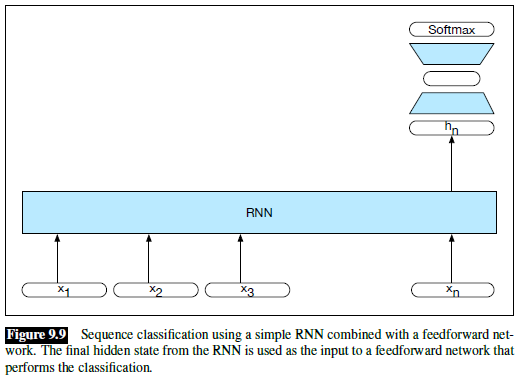 Softmax
hn
RNN
x1 x2 x3 xn
Figure 9.9 Sequence classification using a simple RNN combined with a feedforward net-
work. The final hidden state from the RNN is used as the input to a feedforward network that
performs the classification.